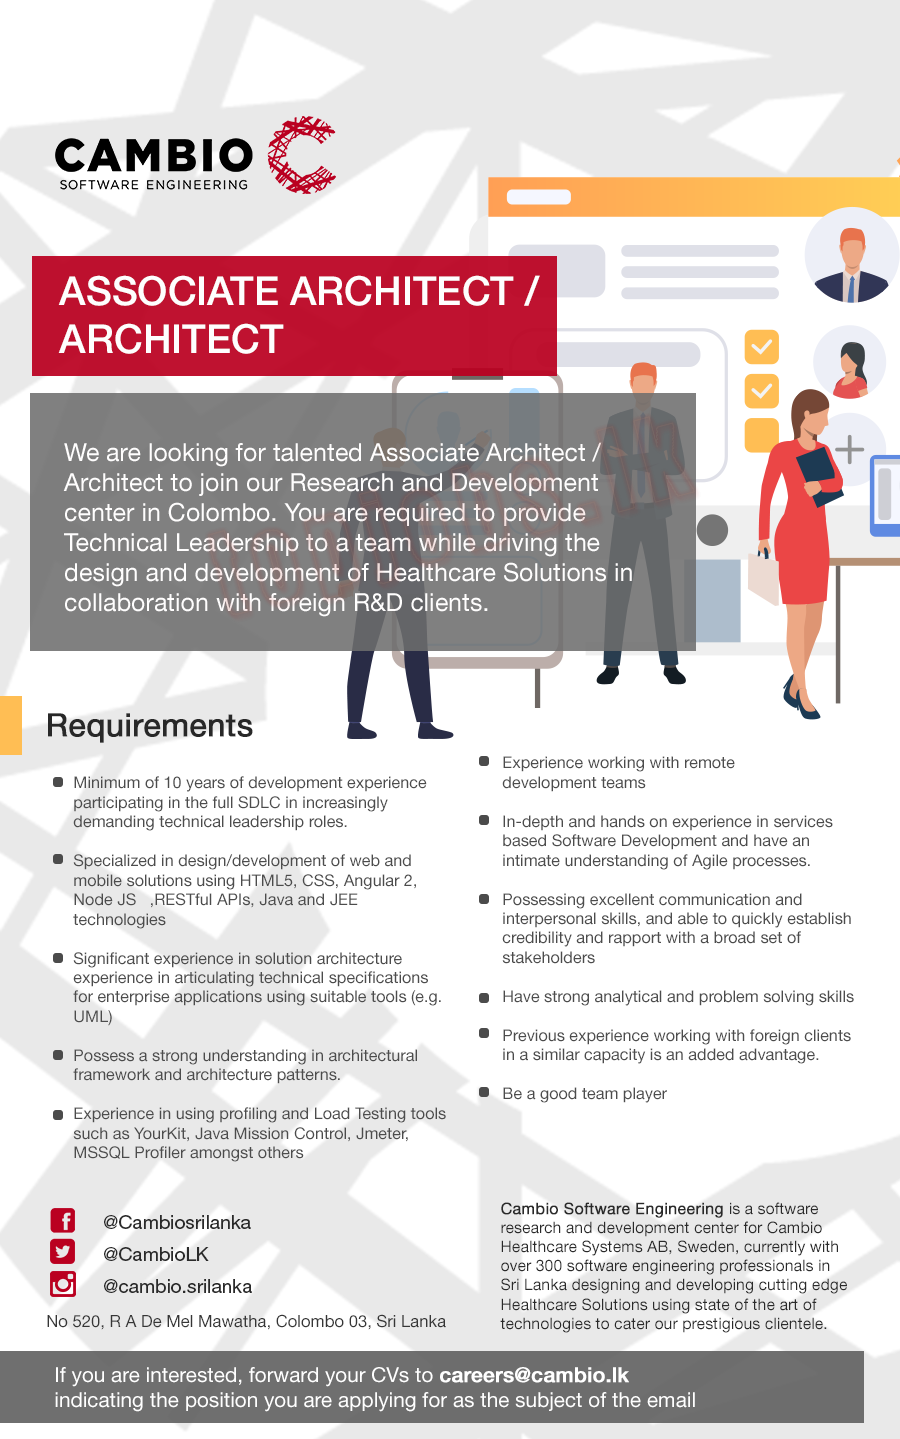 CAMBIO
SOFTWARE ENGINEERING
ASSOCIATE ARCHITECT /
ARCHITECT
We are looking for talented Associate Architect /
Architect to join our Research and Development
center in Colombo. You are required to provide
Technical Leadership to a team while driving the
design and development of Healthcare Solutions in
collaboration with foreign R&D clients.
Requirements
Minimum of 10 years of development experience
participating in the full SDLC in increasingly
demanding technical leadership roles.
Specialized in design/development of web and
mobile solutions using HTML5, CSS, Angular 2,
Node JS ,RESTful APIs, Java and JEE
technologies
Significant experience in solution architecture
experience in articulating technical specifications
for enterprise applications using suitable tools (e.g.
UML)
Possess a strong understanding in architectural
framework and architecture patterns.
Experience in using profiling and Load Testing tools
such as YourKit, Java Mission Control, Jmeter,
MSSQL Profiler amongst others
Experience working with remote
development teams
In-depth and hands on experience in services
based Software Development and have an
intimate understanding of Agile processes.
Possessing excellent communication and
interpersonal skills, and able to quickly establish
credibility and rapport with a broad set of
stakeholders
Have strong analytical and problem solving skills
Previous experience working with foreign clients
in a similar capacity is an added advantage.
Be a good team player
@Cambiosrilanka
@CambioLK
@cambio.srilanka
No 520, R A De Mel Mawatha, Colombo 03, Sri Lanka
Cambio Software Engineering is a software
research and development center for Cambio
Healthcare Systems AB, Sweden, currently with
over 300 software engineering professionals in
Sri Lanka designing and developing cutting edge
Healthcare Solutions using state of the art of
technologies to cater our prestigious clientele.
If you are interested, forward your CVs to careers@cambio.lk
indicating the position you are applying for as the subject of the email